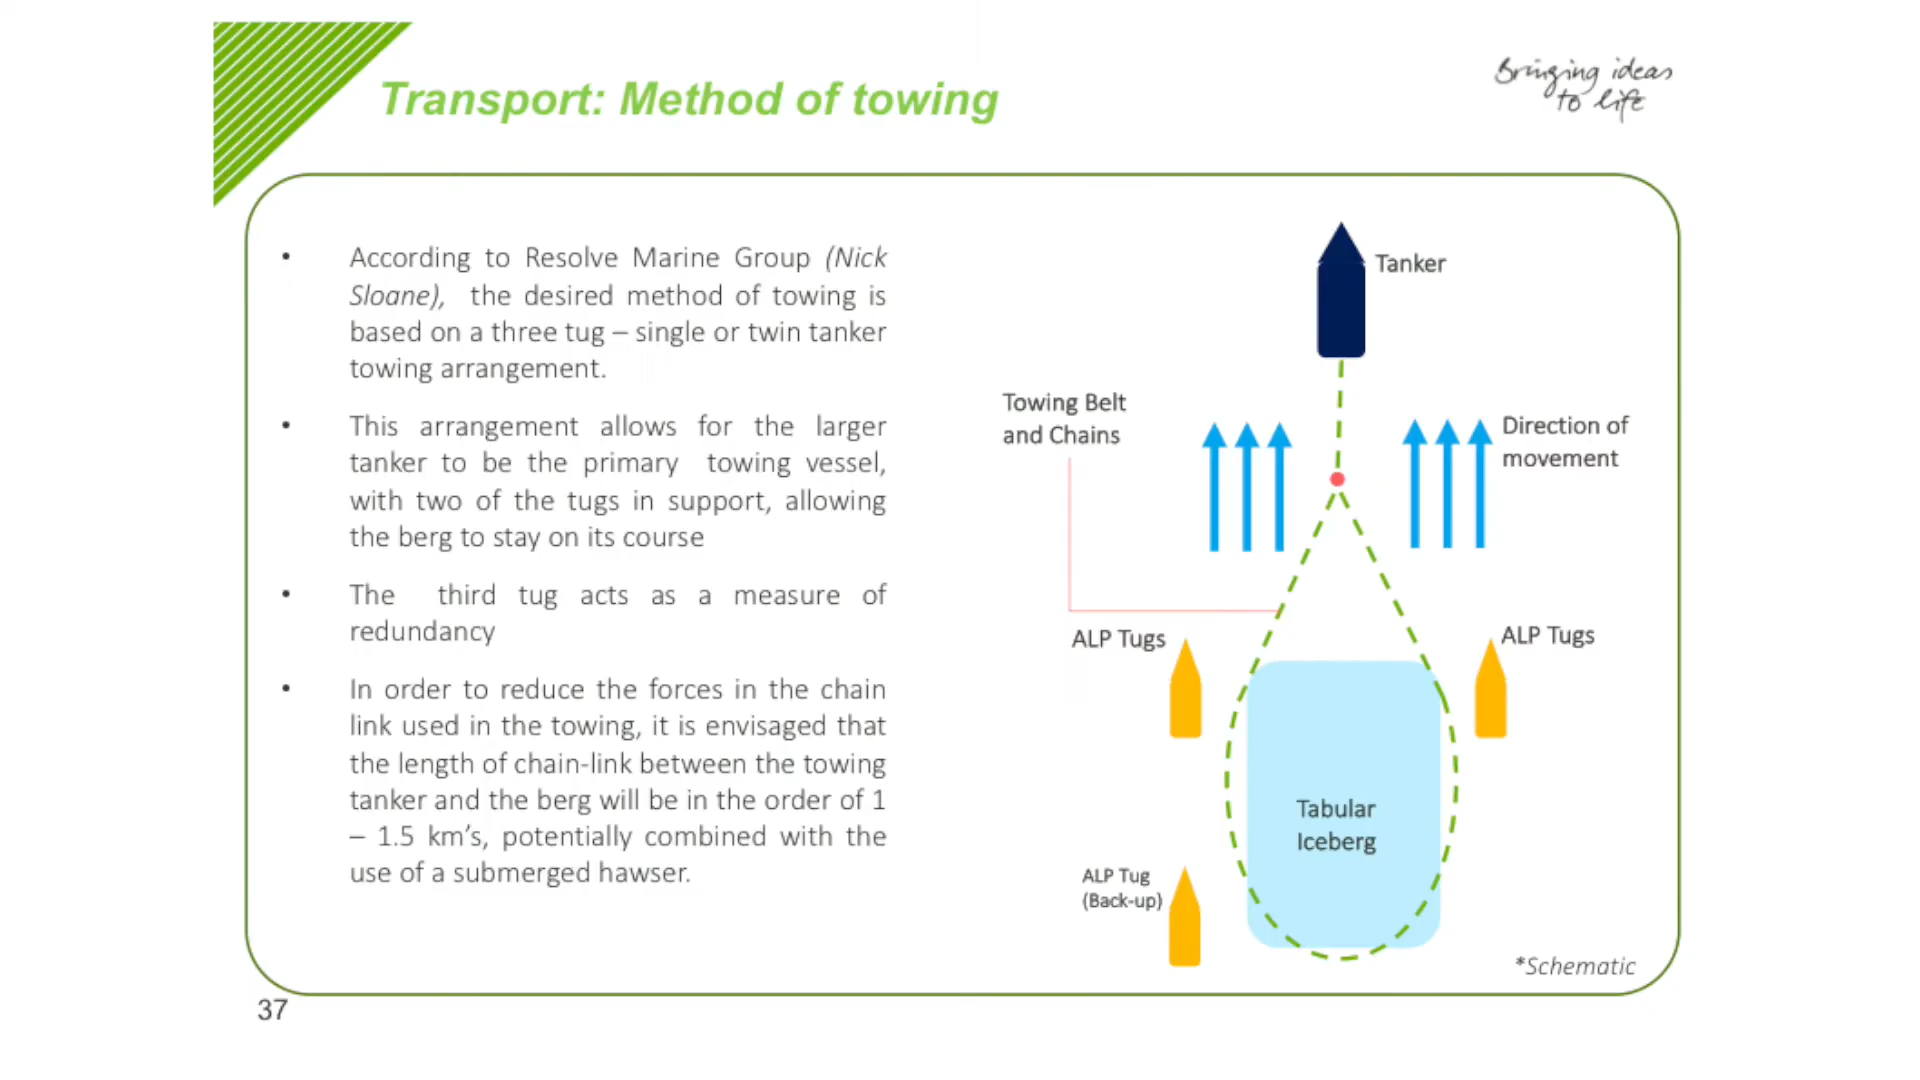 Transport: Method of towing
Bringing ideas
to life
• According to Resolve Marine Group (Nick
Sloane), the desired method of towing is
based on a three tug – single or twin tanker
towing arrangement.
• This arrangement allows for the larger
tanker to be the primary towing vessel,
with two of the tugs in support, allowing
the berg to stay on its course
• The third tug acts as a measure of
redundancy
• In order to reduce the forces in the chain
link used in the towing, it is envisaged that
the length of chain-link between the towing
tanker and the berg will be in the order of 1
– 1.5 km’s, potentially combined with the
use of a submerged hawser.
Tanker
Towing Belt
and Chains
Direction of
movement
ALP Tugs
ALP Tugs
Tabular
Iceberg
ALP Tug
(Back-up)
*Schematic
37